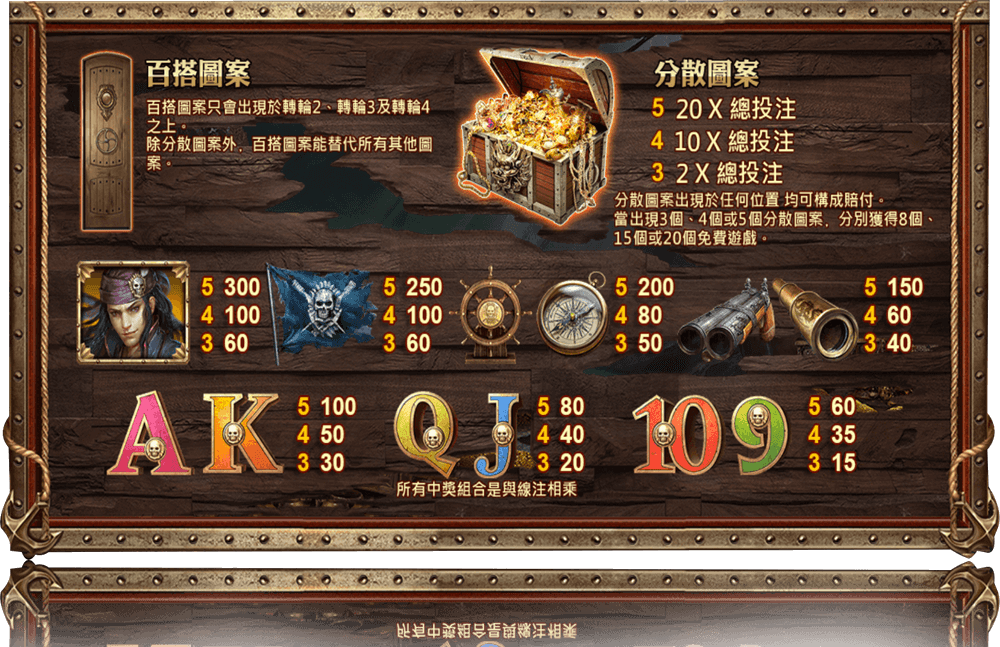 百搭圖案
百搭圖案只會出現於轉輪2、轉輪3及轉輪4
之上。
除分散圖案外, 百搭圖案能替代所有其他圖
案。
分散圖案
5 20 X 總投注
4 10 X 總投注
3 2 X 總投注
分散圖案出現於任何位置 均可構成賠付。
當出現3個、4個或5個分散圖案, 分別獲得8個、
15個或20個免費遊戲。
5 300
4 100
3 60
5 250
4 100
3 60
5 200
4 80
3 50
5 150
4 60
3 40
A K
5 100
4 50
3 30
Q J
5 80
4 40
3 20
10 9
5 60
4 35
3 15
所有中獎組合是與線注相乘